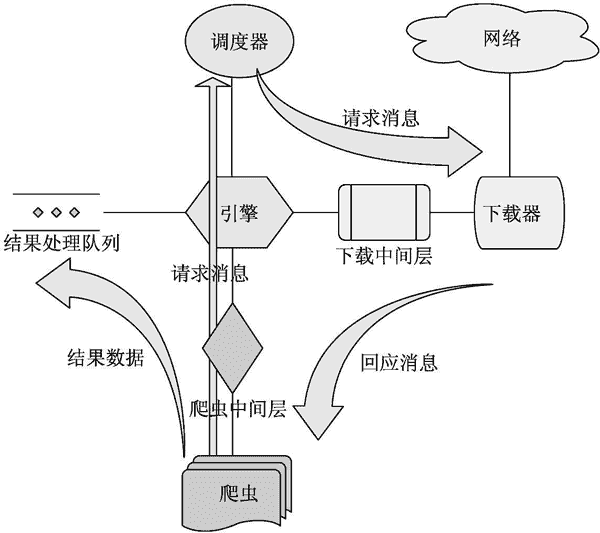 调度器
网络
请求消息
引擎
下载器
结果处理队列
下载中间层
请求消息
结果数据
回应消息
爬虫中间层
爬虫